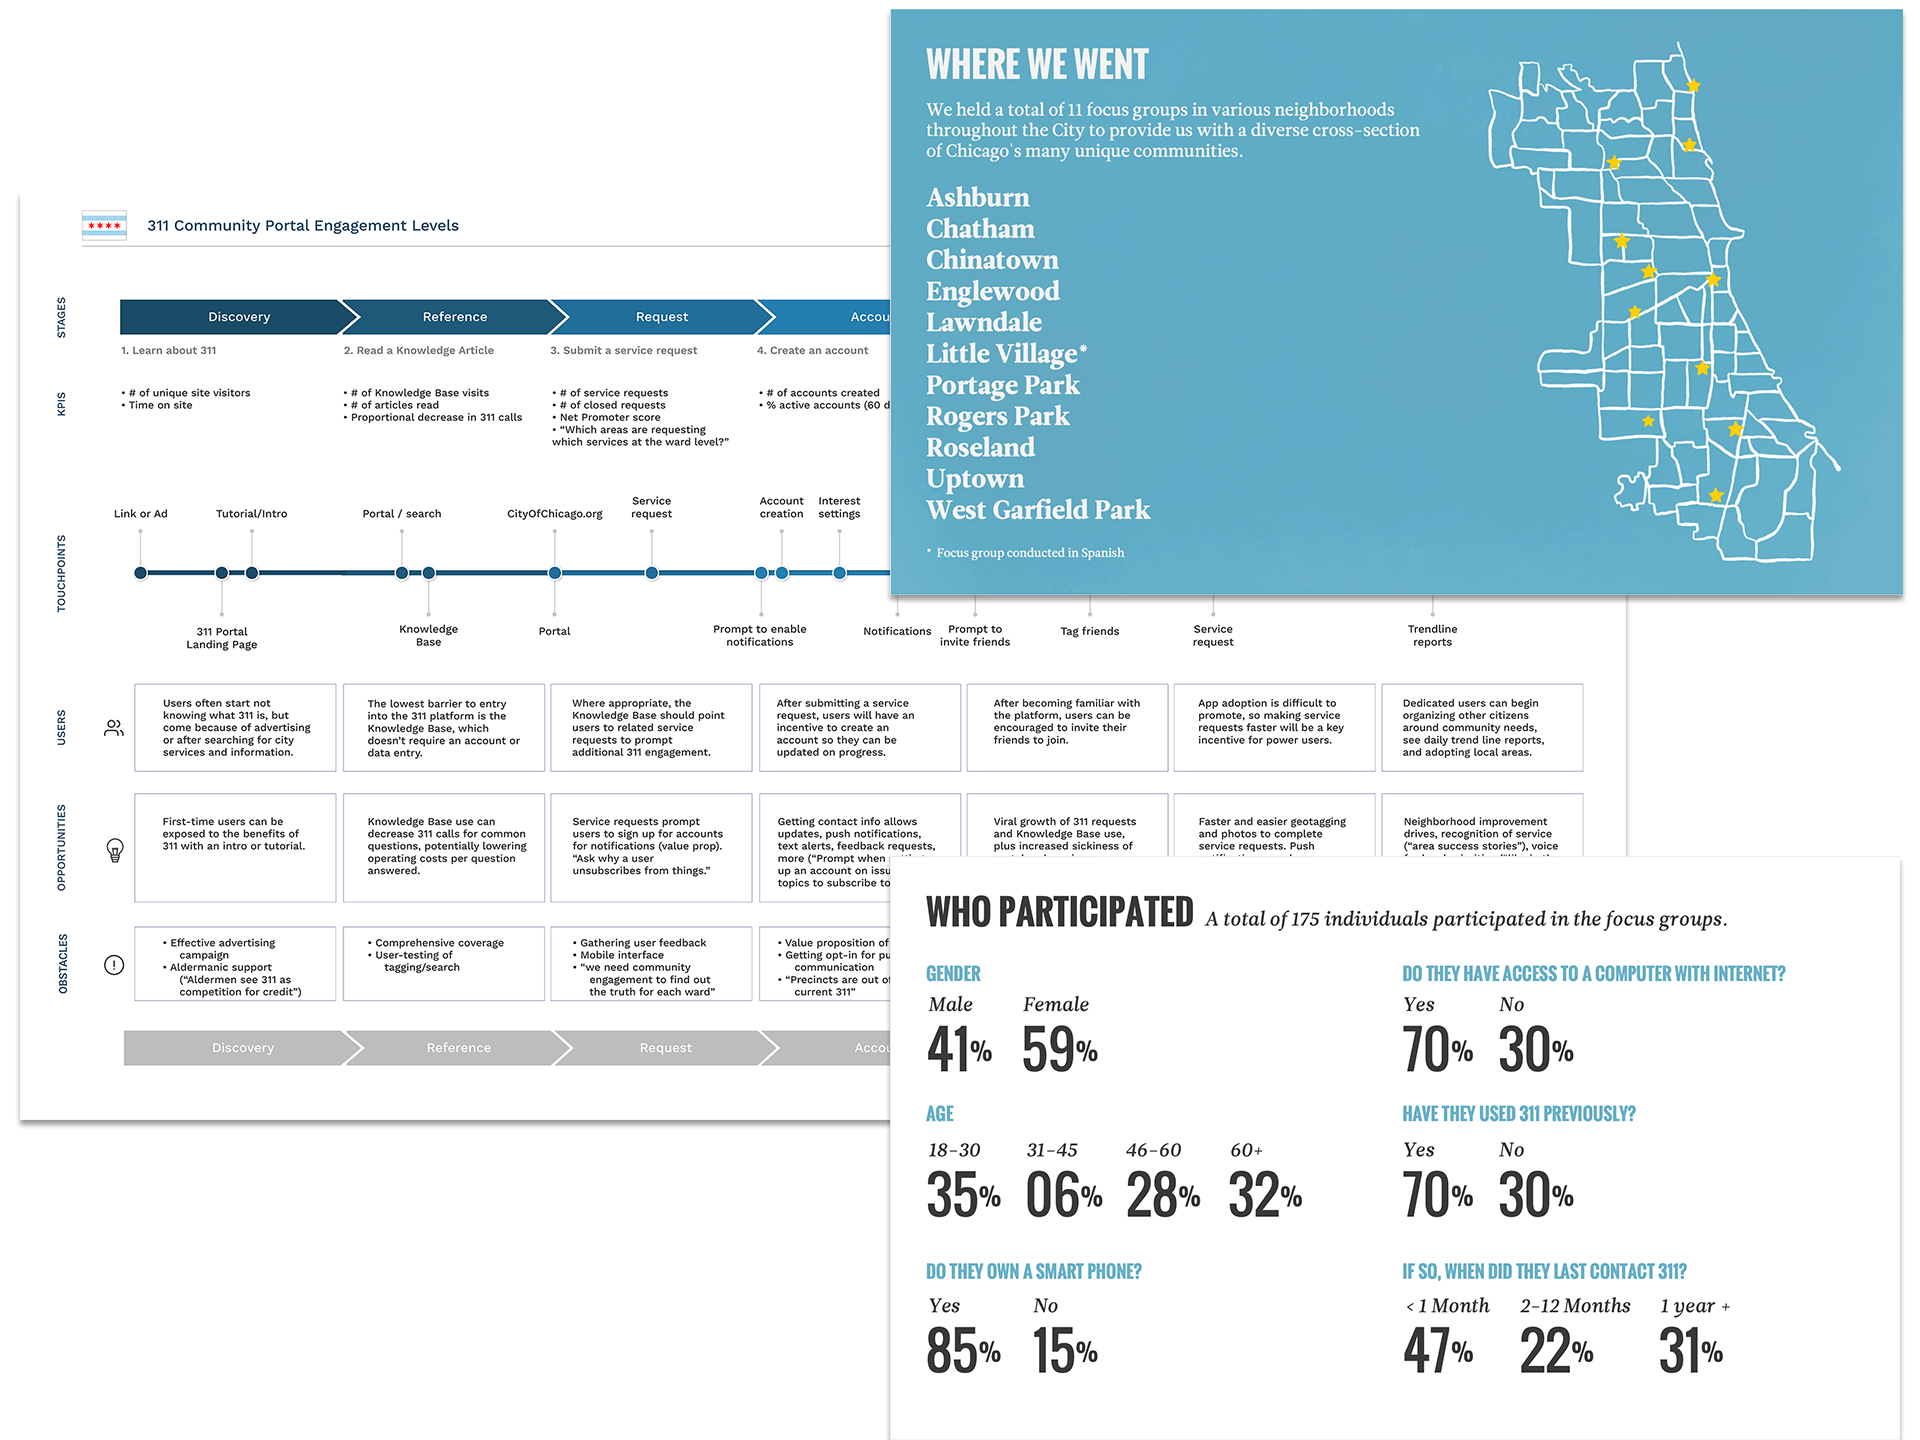 WHERE WE WENT
We held a total of 11 focus groups in various neighborhoods
throughout the City to provide us with a diverse cross-section
of Chicago's many unique communities.
Ashburn
Chatham
Chinatown
Englewood
Lawndale
Little Village*
Portage Park
Rogers Park
Roseland
Uptown
West Garfield Park
* Focus group conducted in Spanish
311 Community Portal Engagement Levels
STAGES
Discovery
Reference
Request
1. Learn about 311
2. Read a Knowledge Article
3. Submit a service request
4. Create an account
KPIS
• # of unique site visitors
• Time on site
• # of Knowledge Base visits
• # of articles read
• Proportional decrease in 311 calls
• # of service requests
• # of closed requests
• Net Promoter score
• “Which areas are requesting
which services at the ward level?”
• # of accounts created
• % active accounts (60
TOUCHPOINTS
Link or Ad
Tutorial/Intro
Portal / search
CityOfChicago.org
Service
request
Account
creation
Interest
settings
311 Portal
Landing Page
Knowledge
Base
Portal
Prompt to enable
notifications
Notifications
Prompt to
invite friends
Tag friends
Service
request
Trendline
reports
USERS
Users often start not
knowing what 311 is, but
come because of advertising
or after searching for city
services and information.
The lowest barrier to entry
into the 311 platform is the
Knowledge Base, which
doesn’t require an account or
data entry.
Where appropriate, the
Knowledge Base should point
users to related service
requests to prompt
additional 311 engagement.
After submitting a service
request, users will have an
incentive to create an
account so they can be
updated on progress.
After becoming familiar with
the platform, users can be
encouraged to invite their
friends to join.
App adoption is difficult to
promote, so making service
requests faster will be a key
incentive for power users.
Dedicated users can begin
organizing other citizens
around community needs,
see daily trend line reports,
and adopting local areas.
OPPORTUNITIES
First-time users can be
exposed to the benefits of
311 with an intro or tutorial.
Knowledge Base use can
decrease 311 calls for common
questions, potentially lowering
operating costs per question
answered.
Service requests prompt
users to sign up for accounts
for notifications (value prop).
“Ask why a user
unsubscribes from things.”
Getting contact info allows
updates, push notifications,
text alerts, feedback requests,
more (“Prompt when
up an account on
topics to subscribe to
Viral growth of 311 requests
and Knowledge Base use,
plus increased sickiness of
Faster and easier geotagging
and photos to complete
service requests. Push
Neighborhood improvement
drives, recognition of service
(“area success stories”), voice
OBSTACLES
• Effective advertising
campaign
• Aldermanic support
(“Aldermen see 311 as
competition for credit”)
• Comprehensive coverage
• User-testing of
tagging/search
• Gathering user feedback
• Mobile interface
• “we need community
engagement to find out
the truth for each ward”
• Value proposition of
• Getting opt-in for
communication
• “Precincts are out of
current 311”
Discovery
Reference
Request
WHO PARTICIPATED A total of 175 individuals participated in the focus groups.
GENDER
Male Female
41% 59%
AGE
18-30 31-45 46-60 60+
35% 06% 28% 32%
DO THEY OWN A SMART PHONE?
Yes No
85% 15%
DO THEY HAVE ACCESS TO A COMPUTER WITH INTERNET?
Yes No
70% 30%
HAVE THEY USED 311 PREVIOUSLY?
Yes No
70% 30%
IF SO, WHEN DID THEY LAST CONTACT 311?
< 1 Month 2-12 Months 1 year +
47% 22% 31%